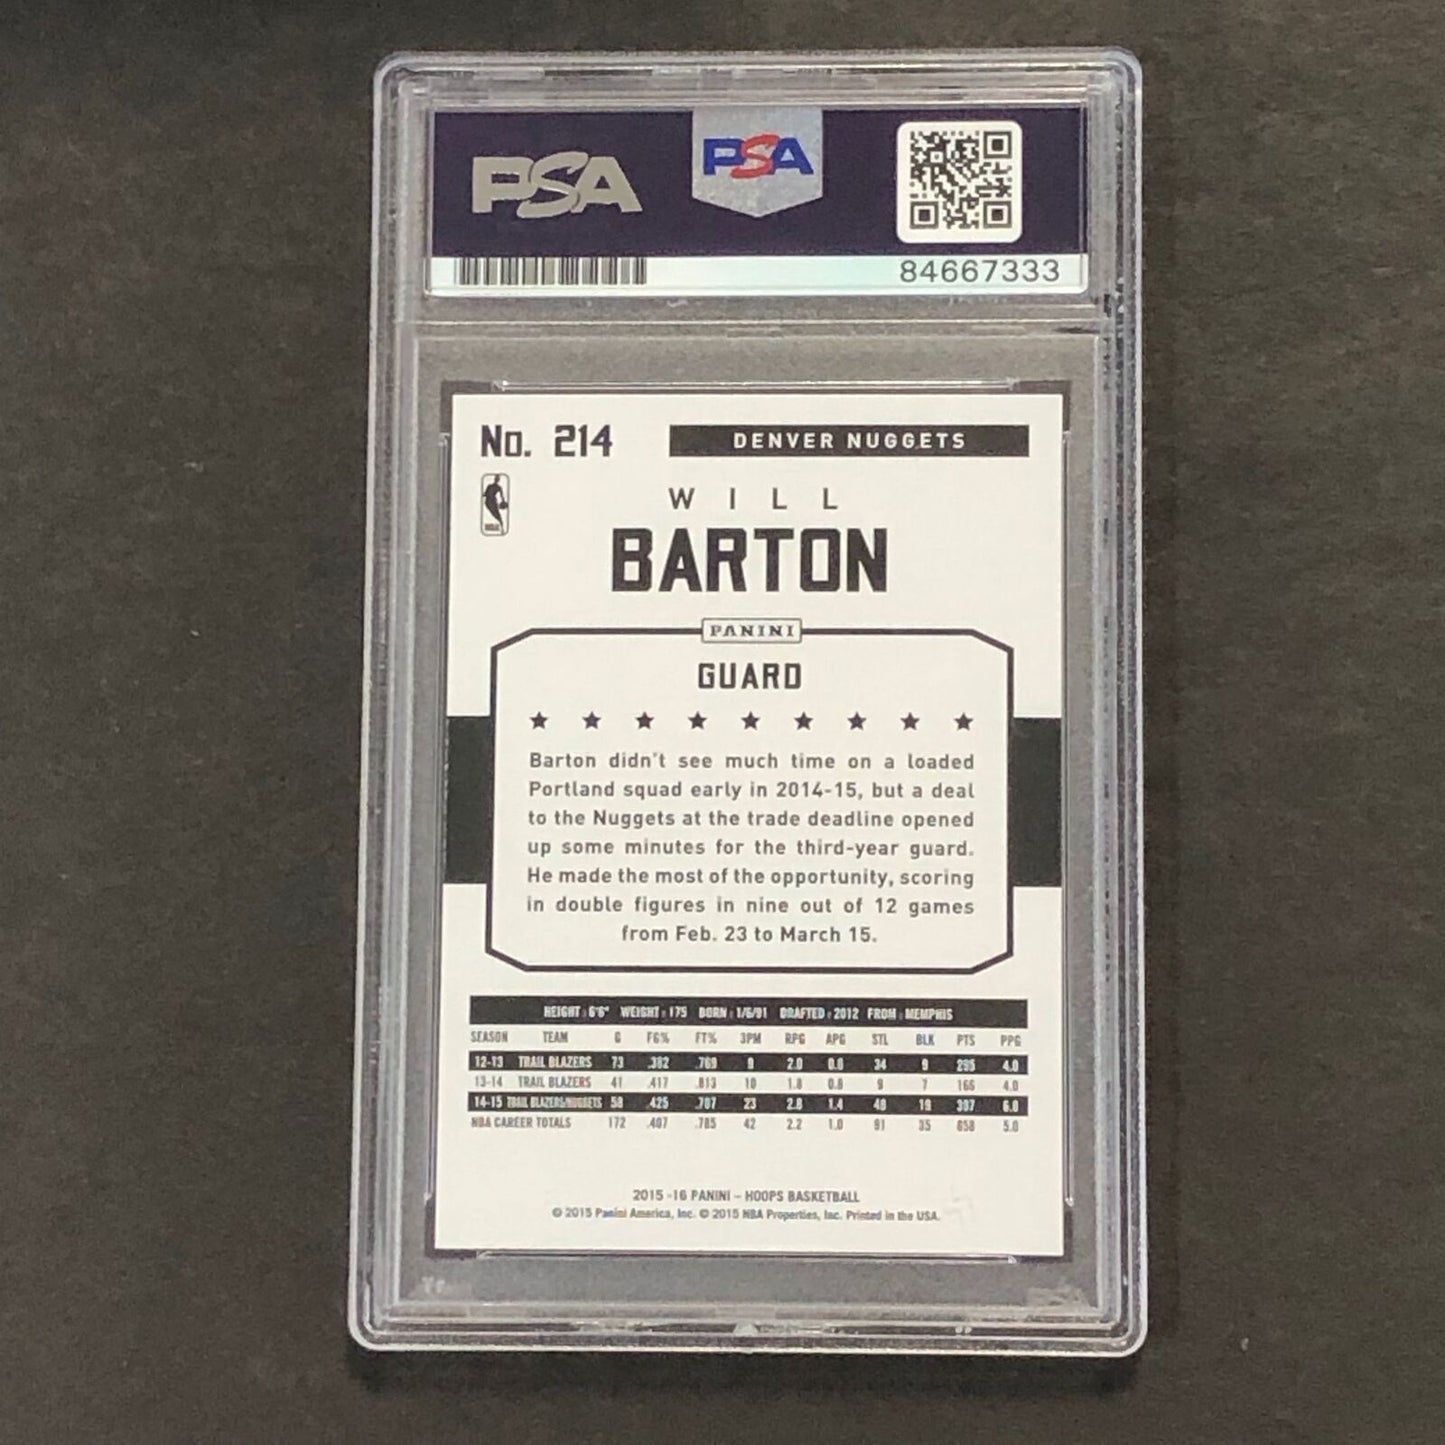 PSA PSA
84667333
No. 214 DENVER NUGGETS
NBA
WILL
BARTON
PANINI
GUARD
Barton didn't see much time on a loaded
Portland squad early in 2014-15, but a deal
to the Nuggets at the trade deadline opened
up some minutes for the third-year guard.
He made the most of the opportunity, scoring
in double figures in nine out of 12 games
from Feb. 23 to March 15.
HEIGHT: 6'6" WEIGHT: 175 BORN: 1/6/91 DRAFTED: 2012 FROM: MEMPHIS
SEASON TEAM G FG% FT% 3PM RPG APG STL BLK PTS PPG
12-13 TRAIL BLAZERS 73 .382 .769 9 2.0 0.8 34 9 295 4.0
13-14 TRAIL BLAZERS 41 .417 .813 10 1.8 0.8 9 7 166 4.0
14-15 TRAIL BLAZERS/NUGGETS 58 .425 .707 23 2.8 1.4 48 19 397 6.8
NBA CAREER TOTALS 172 .407 .785 42 2.2 1.0 91 35 858 5.0
2015-16 PANINI – HOOPS BASKETBALL
© 2015 Panini America, Inc. © 2015 NBA Properties, Inc. Printed in the USA.